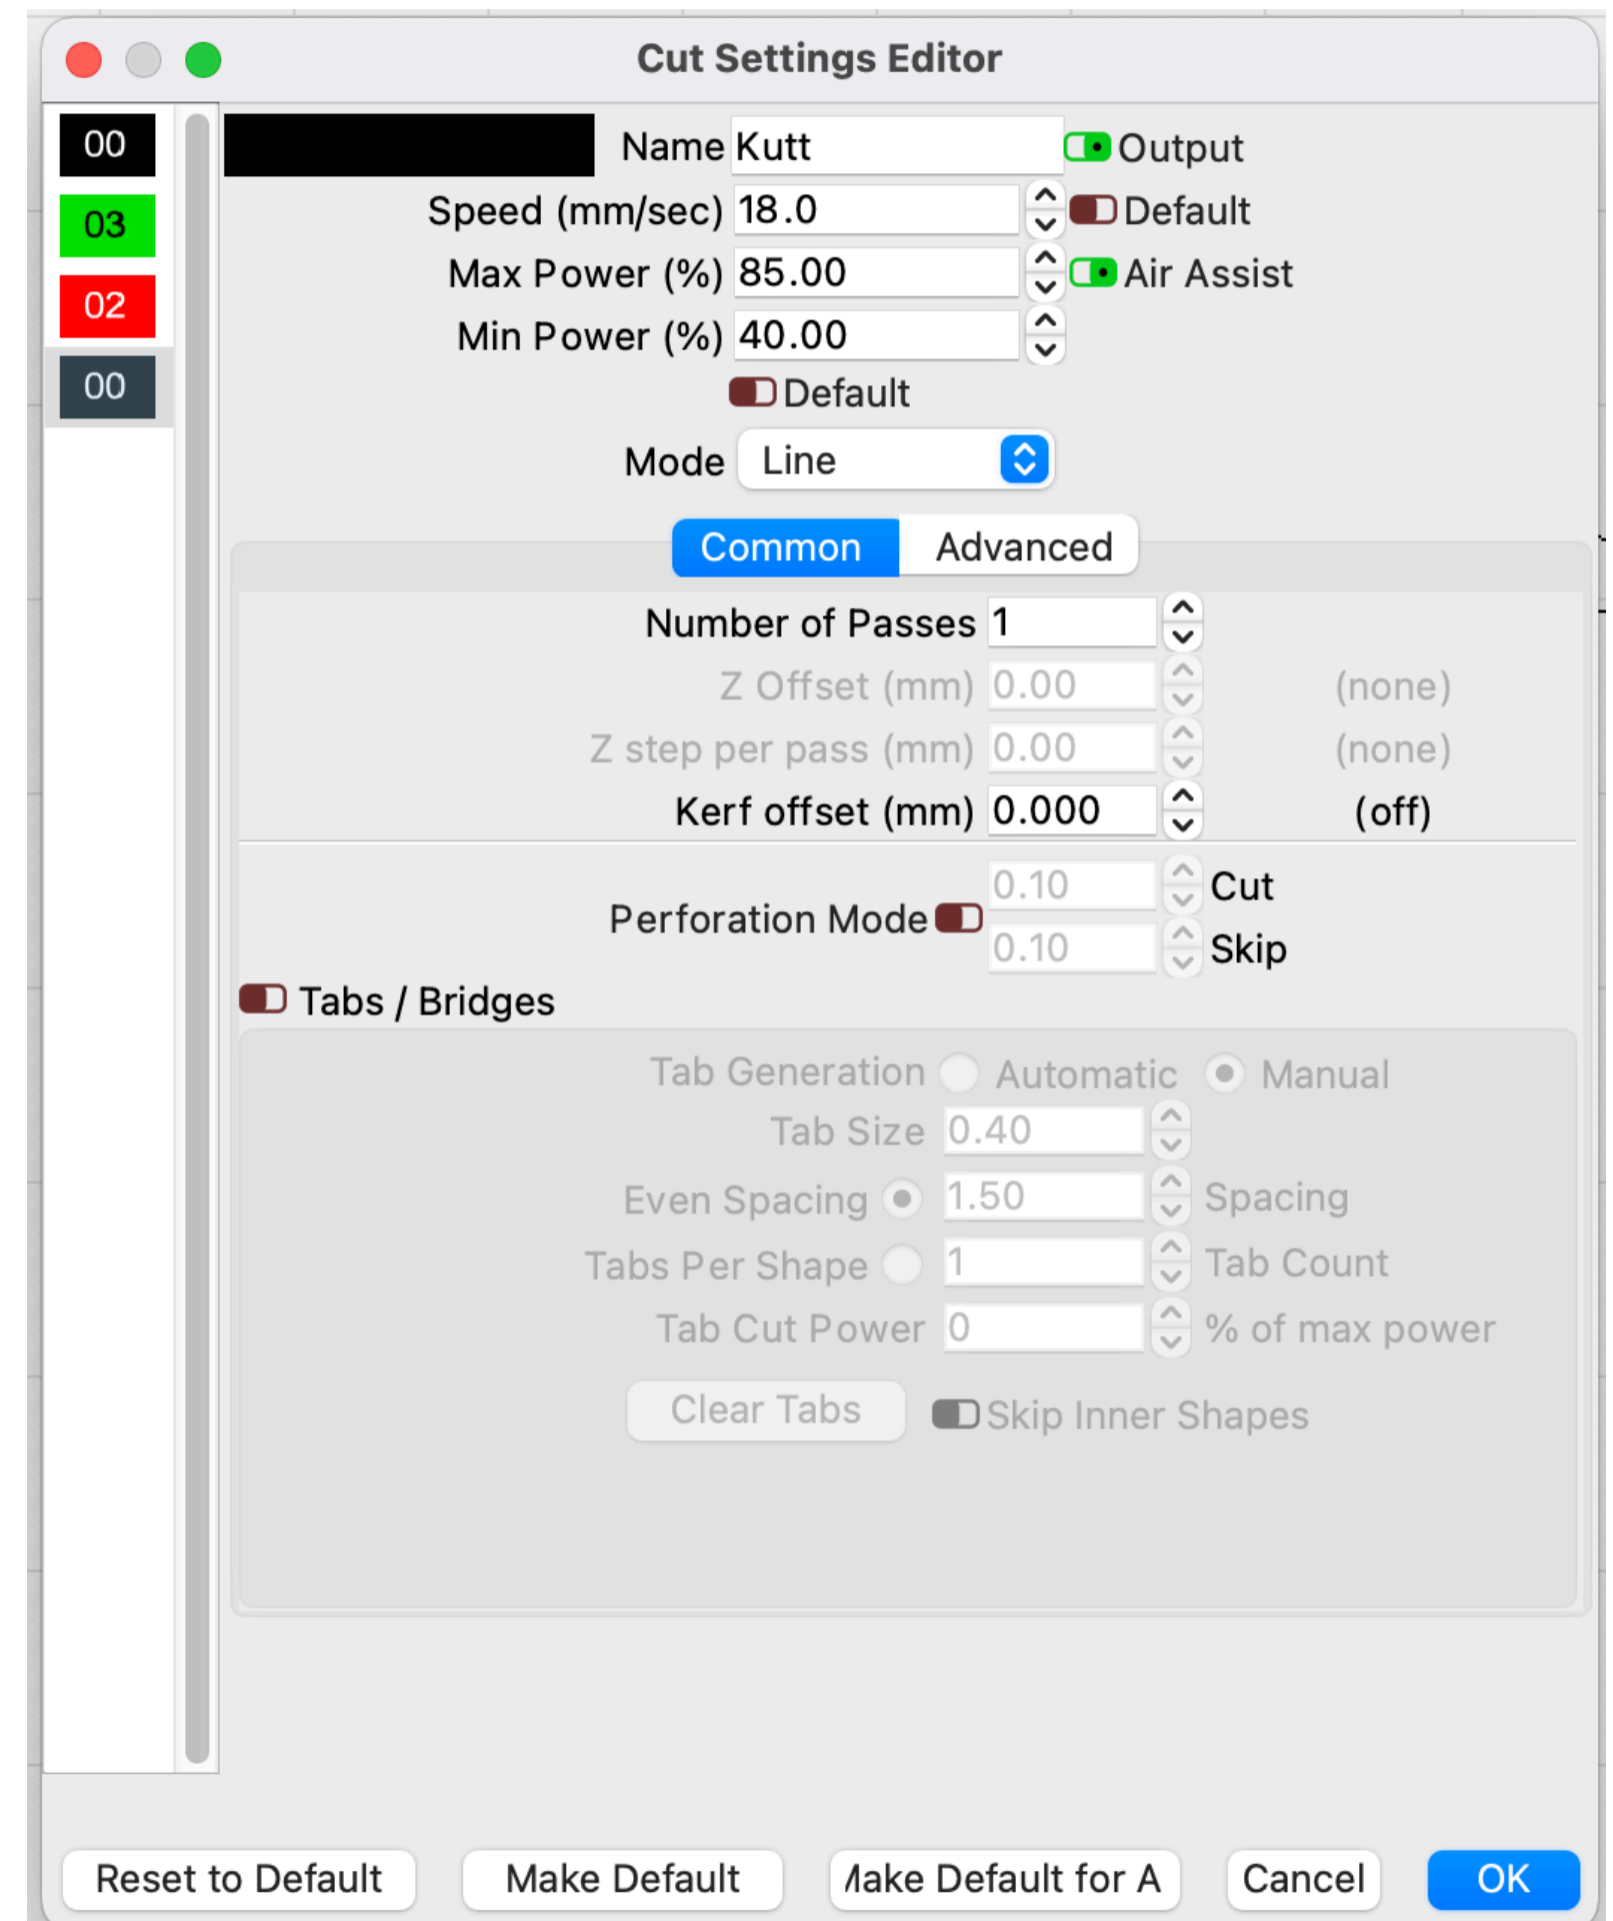 Cut Settings Editor
00
03
02
00
Name Kutt Output
Speed (mm/sec) 18.0 Default
Max Power (%) 85.00 Air Assist
Min Power (%) 40.00
Default
Mode Line
Common Advanced
Number of Passes 1
Z Offset (mm) 0.00 (none)
Z step per pass (mm) 0.00 (none)
Kerf offset (mm) 0.000 (off)
0.10 Cut
Perforation Mode
0.10 Skip
Tabs / Bridges
Tab Generation Automatic Manual
Tab Size 0.40
Even Spacing 1.50 Spacing
Tabs Per Shape 1 Tab Count
Tab Cut Power 0 % of max power
Clear Tabs Skip Inner Shapes
Reset to Default Make Default Make Default for A Cancel OK